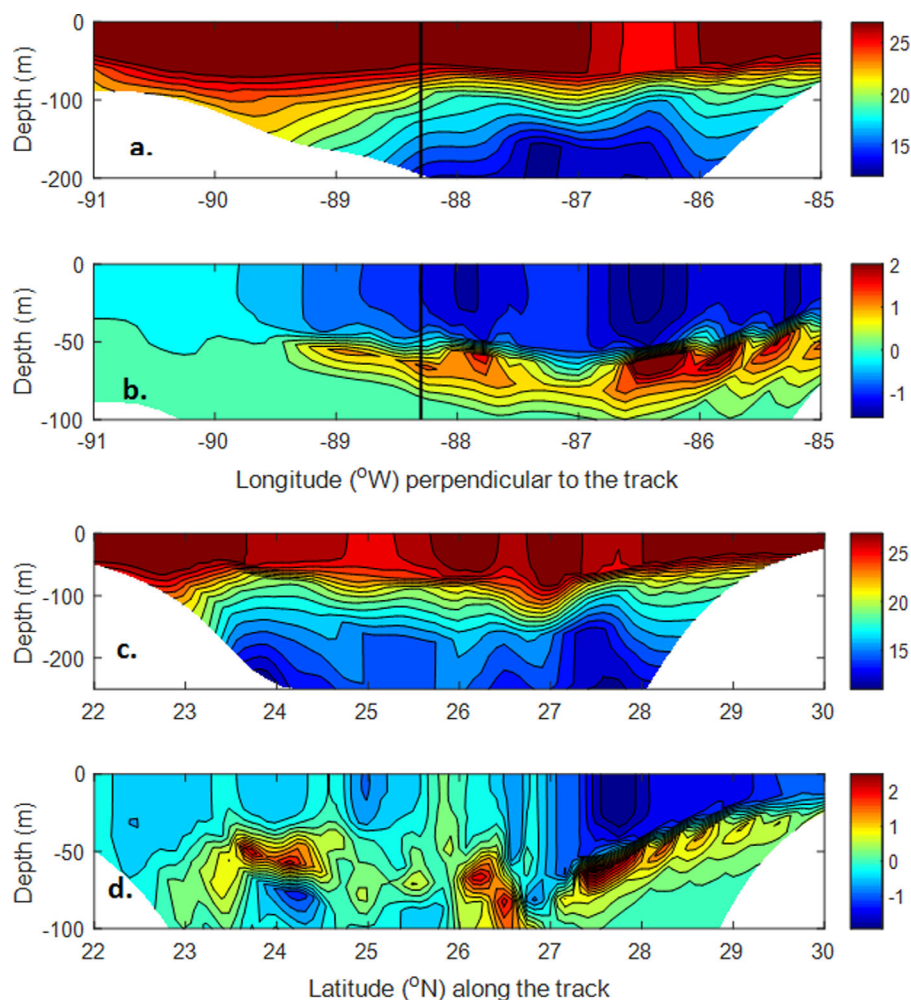 0
-100
-200
Depth (m)
a.
-91 -90 -89 -88 -87 -86 -85
25
20
15
0
-50
-100
Depth (m)
b.
-91 -90 -89 -88 -87 -86 -85
2
1
0
-1
Longitude (°W) perpendicular to the track
0
-100
-200
Depth (m)
c.
22 23 24 25 26 27 28 29 30
25
20
15
0
-50
-100
Depth (m)
d.
22 23 24 25 26 27 28 29 30
2
1
0
-1
Latitude (°N) along the track